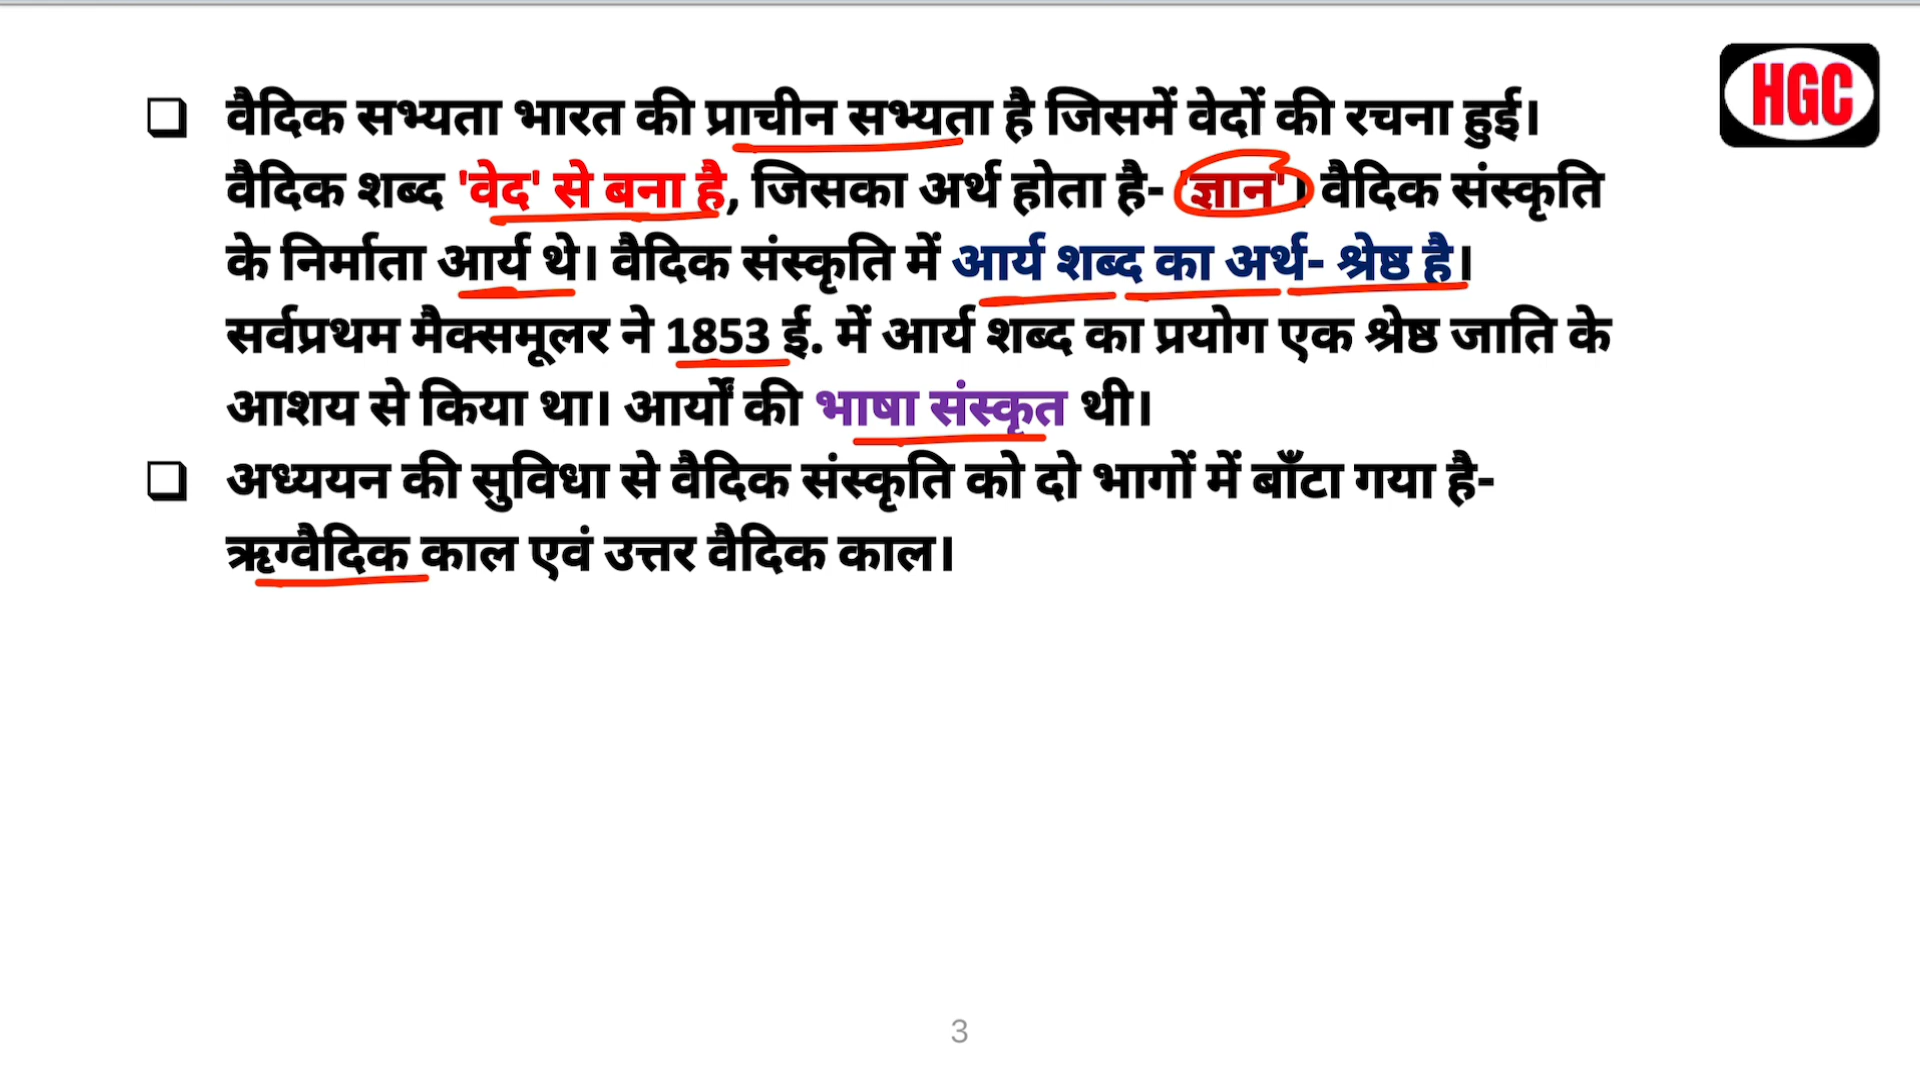 HGC
वैदिक सभ्यता भारत की प्राचीन सभ्यता है जिसमें वेदों की रचना हुई।
वैदिक शब्द 'वेद' से बना है, जिसका अर्थ होता है- 'ज्ञान'। वैदिक संस्कृति
के निर्माता आर्य थे। वैदिक संस्कृति में आर्य शब्द का अर्थ- श्रेष्ठ है।
सर्वप्रथम मैक्समूलर ने 1853 ई. में आर्य शब्द का प्रयोग एक श्रेष्ठ जाति के
आशय से किया था। आर्यों की भाषा संस्कृत थी।
अध्ययन की सुविधा से वैदिक संस्कृति को दो भागों में बाँटा गया है-
ऋग्वैदिक काल एवं उत्तर वैदिक काल।
3